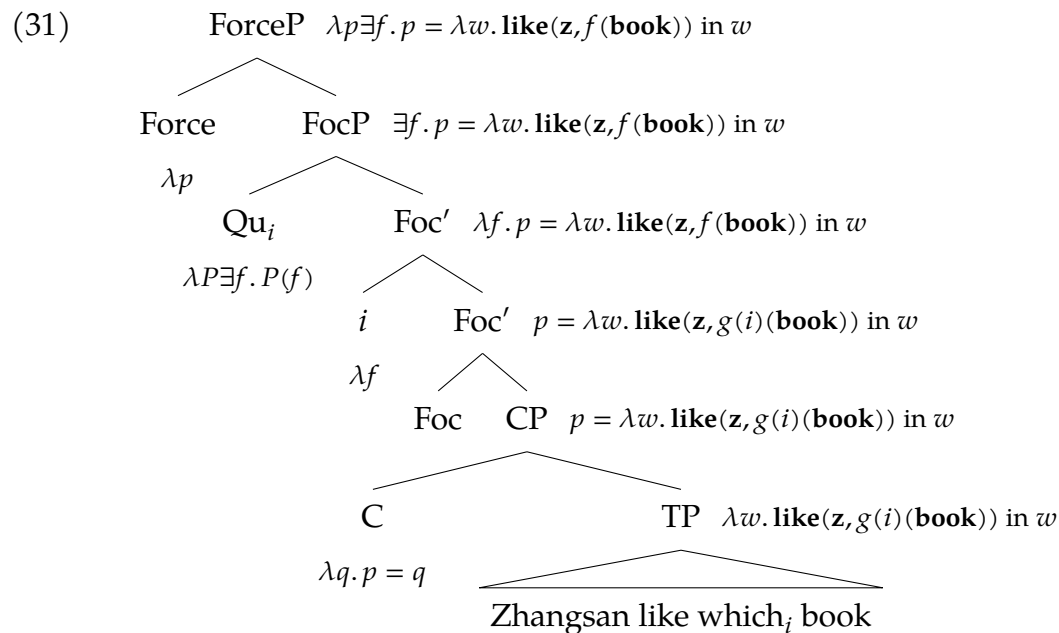 (31) ForceP λp∃f. p = λw. like(z, f(book)) in w
Force FocP ∃f. p = λw. like(z, f(book)) in w
λp
Quᵢ Foc′ λf. p = λw. like(z, f(book)) in w
λP∃f. P(f)
i Foc′ p = λw. like(z, g(i)(book)) in w
λf
Foc CP p = λw. like(z, g(i)(book)) in w
C TP λw. like(z, g(i)(book)) in w
λq. p = q
Zhangsan like whichᵢ book